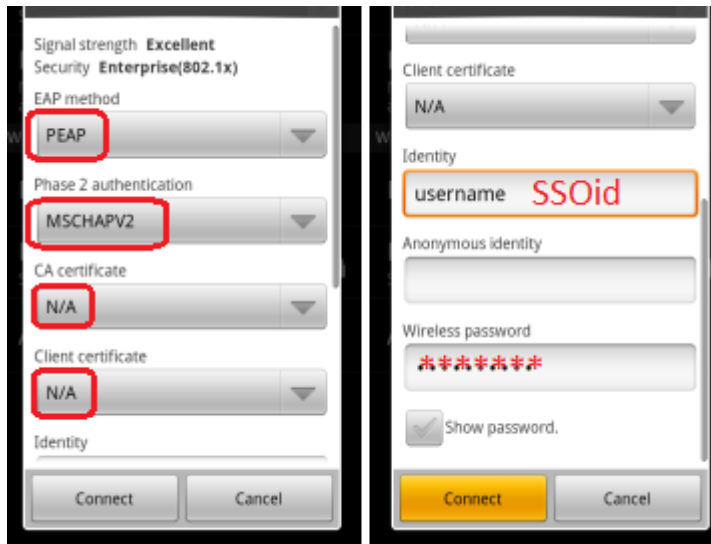 Signal strength Excellent
Security Enterprise(802.1x)
EAP method
PEAP
Phase 2 authentication
MSCHAPV2
CA certificate
N/A
Client certificate
N/A
Identity
Connect Cancel
Client certificate
N/A
Identity
username SSOid
Anonymous identity
Wireless password
*******
Show password.
Connect Cancel